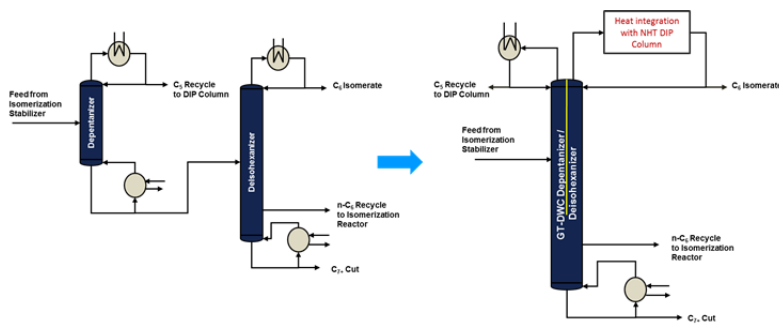 C₅ Recycle
to DIP Column
Feed from
Isomerization
Stabilizer
Depentanizer
C₆ Isomerate
Deisohexanizer
n-C₆ Recycle
to Isomerization
Reactor
C₇₊ Cut
Heat integration
with NHT DIP
Column
C₅ Recycle
to DIP Column
C₆ Isomerate
Feed from
Isomerization
Stabilizer
GT-DWC Depentanizer/
Deisohexanizer
n-C₆ Recycle
to Isomerization
Reactor
C₇₊ Cut